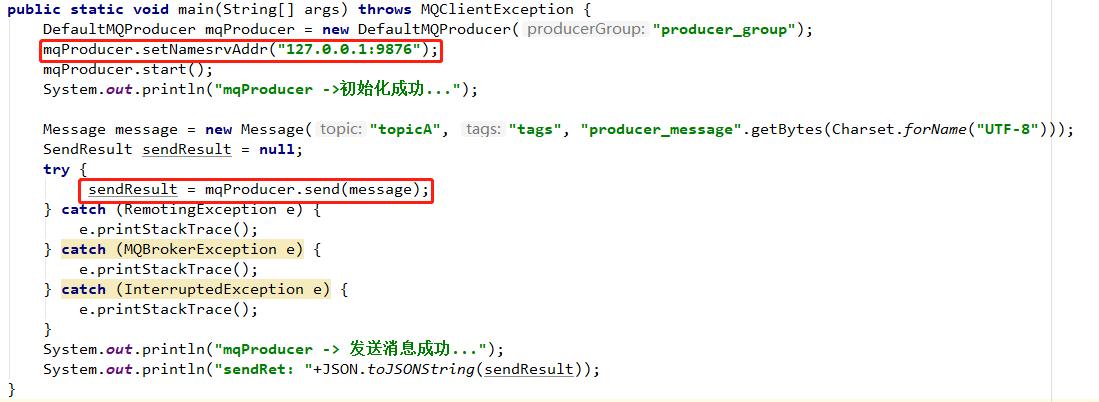 public static void main(String[] args) throws MQClientException {
    DefaultMQProducer mqProducer = new DefaultMQProducer( producerGroup: "producer_group");
    mqProducer.setNamesrvAddr("127.0.0.1:9876");
    mqProducer.start();
    System.out.println("mqProducer ->初始化成功...");
    Message message = new Message( topic: "topicA", tags: "tags", "producer_message".getBytes(Charset.forName("UTF-8")));
    SendResult sendResult = null;
    try {
         sendResult = mqProducer.send(message);
    } catch (RemotingException e) {
        e.printStackTrace();
    } catch (MQBrokerException e) {
        e.printStackTrace();
    } catch (InterruptedException e) {
        e.printStackTrace();
    }
    System.out.println("mqProducer -> 发送消息成功...");
    System.out.println("sendRet: "+JSON.toJSONString(sendResult));
}